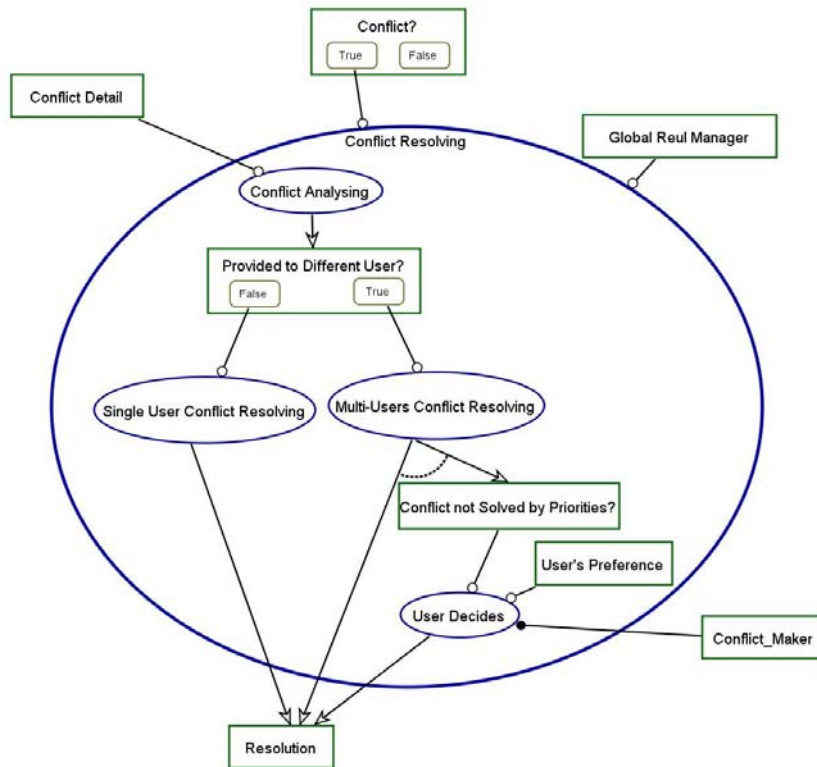 Conflict?
True
False
Conflict Detail
Global Reul Manager
Conflict Resolving
Conflict Analysing
Provided to Different User?
False
True
Single User Conflict Resolving
Multi-Users Conflict Resolving
Conflict not Solved by Priorities?
User's Preference
User Decides
Conflict_Maker
Resolution